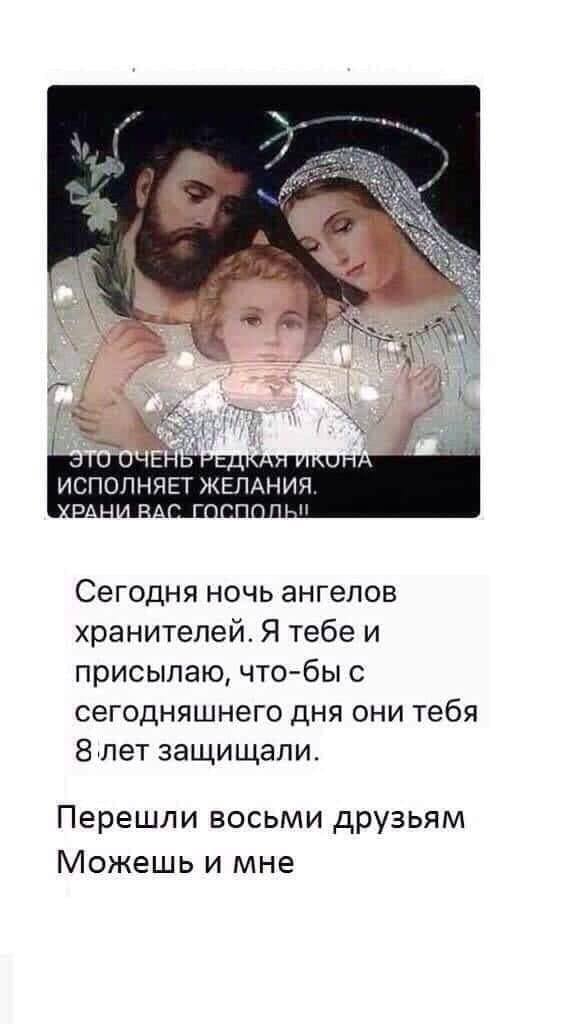 ЭТО ОЧЕНЬ РЕДКАЯ ИКОНА
ИСПОЛНЯЕТ ЖЕЛАНИЯ.
ХРАНИ ВАС ГОСПОДЬ!!
Сегодня ночь ангелов
хранителей. Я тебе и
присылаю, что-бы с
сегодняшнего дня они тебя
8 лет защищали.
Перешли восьми друзьям
Можешь и мне